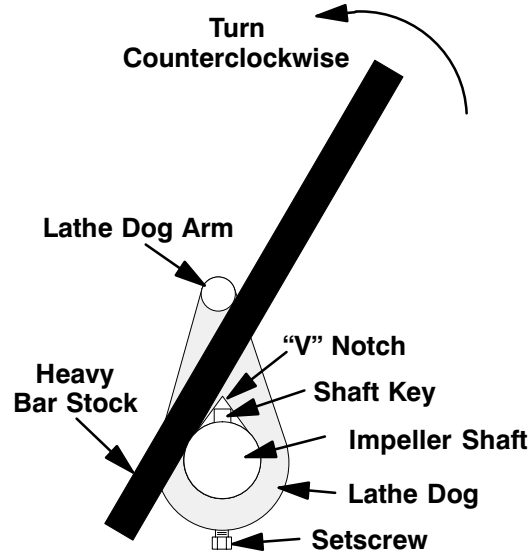 Turn
Counterclockwise
Lathe Dog Arm
“V” Notch
Heavy
Bar Stock
Shaft Key
Impeller Shaft
Lathe Dog
Setscrew